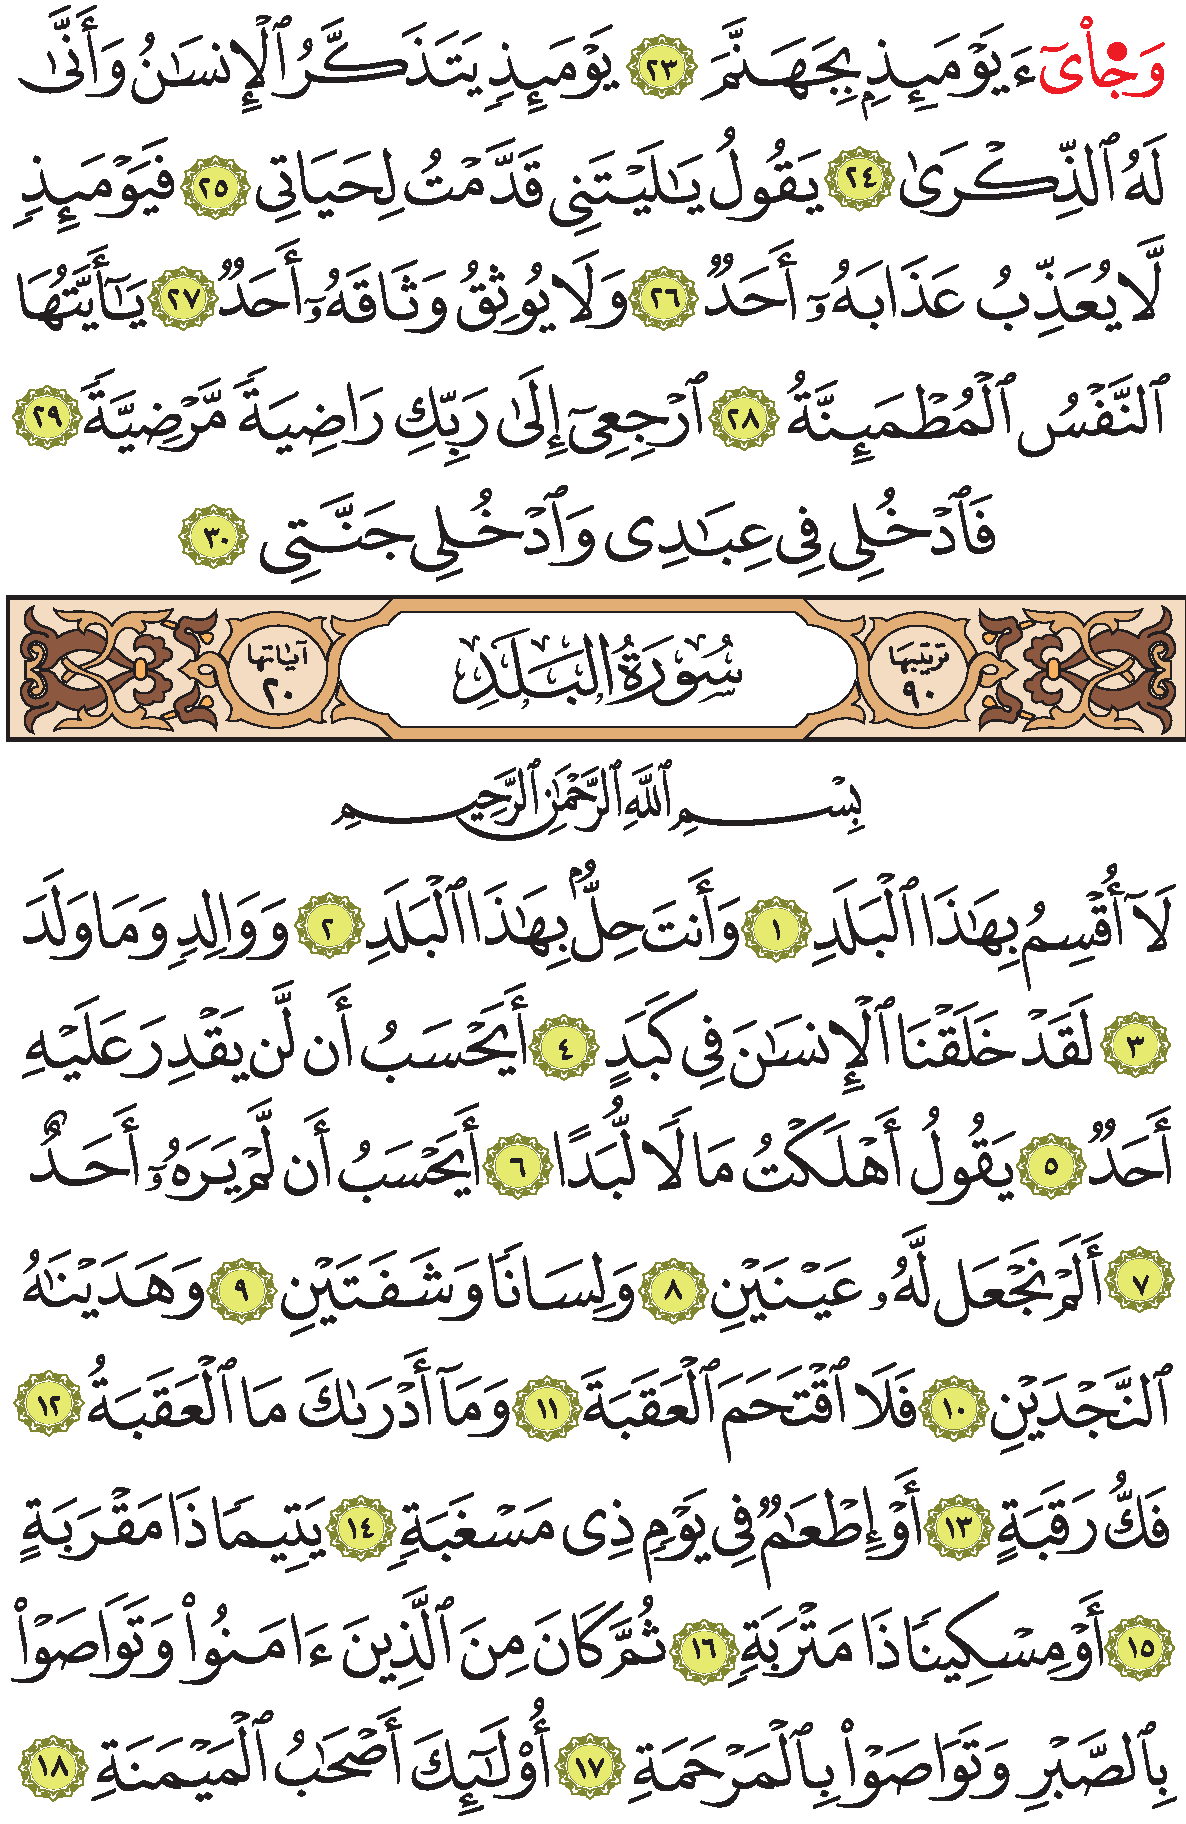 وَجِاْىٓءَ يَوْمَئِذِۭ بِجَهَنَّمَ ٢٣ يَوْمَئِذٍ يَتَذَكَّرُ ٱلْإِنسَٰنُ وَأَنَّىٰ
لَهُ ٱلذِّكْرَىٰ ٢٤ يَقُولُ يَٰلَيْتَنِى قَدَّمْتُ لِحَيَاتِى ٢٥ فَيَوْمَئِذٍ
لَّا يُعَذِّبُ عَذَابَهُۥٓ أَحَدٌ ٢٦ وَلَا يُوثِقُ وَثَاقَهُۥٓ أَحَدٌ ٢٧ يَٰٓأَيَّتُهَا
ٱلنَّفْسُ ٱلْمُطْمَئِنَّةُ ٢٨ ٱرْجِعِىٓ إِلَىٰ رَبِّكِ رَاضِيَةً مَّرْضِيَّةً ٢٩
فَٱدْخُلِى فِى عِبَٰدِى وَٱدْخُلِى جَنَّتِى ٣٠
ترتيبها ٩٠ سُورَةُ البَلَدِ آياتها ٢٠
بِسْمِ ٱللَّهِ ٱلرَّحْمَٰنِ ٱلرَّحِيمِ
لَآ أُقْسِمُ بِهَٰذَا ٱلْبَلَدِ ١ وَأَنتَ حِلٌّۢ بِهَٰذَا ٱلْبَلَدِ ٢ وَوَالِدٍ وَمَا وَلَدَ
٣ لَقَدْ خَلَقْنَا ٱلْإِنسَٰنَ فِى كَبَدٍ ٤ أَيَحْسَبُ أَن لَّن يَقْدِرَ عَلَيْهِ
أَحَدٌ ٥ يَقُولُ أَهْلَكْتُ مَالًا لُّبَدًا ٦ أَيَحْسَبُ أَن لَّمْ يَرَهُۥٓ أَحَدٌ
٧ أَلَمْ نَجْعَل لَّهُۥ عَيْنَيْنِ ٨ وَلِسَانًا وَشَفَتَيْنِ ٩ وَهَدَيْنَٰهُ
ٱلنَّجْدَيْنِ ١٠ فَلَا ٱقْتَحَمَ ٱلْعَقَبَةَ ١١ وَمَآ أَدْرَىٰكَ مَا ٱلْعَقَبَةُ ١٢
فَكُّ رَقَبَةٍ ١٣ أَوْ إِطْعَٰمٌ فِى يَوْمٍ ذِى مَسْغَبَةٍ ١٤ يَتِيمًا ذَا مَقْرَبَةٍ
١٥ أَوْ مِسْكِينًا ذَا مَتْرَبَةٍ ١٦ ثُمَّ كَانَ مِنَ ٱلَّذِينَ ءَامَنُوا۟ وَتَوَاصَوْا۟
بِٱلصَّبْرِ وَتَوَاصَوْا۟ بِٱلْمَرْحَمَةِ ١٧ أُو۟لَٰٓئِكَ أَصْحَٰبُ ٱلْمَيْمَنَةِ ١٨